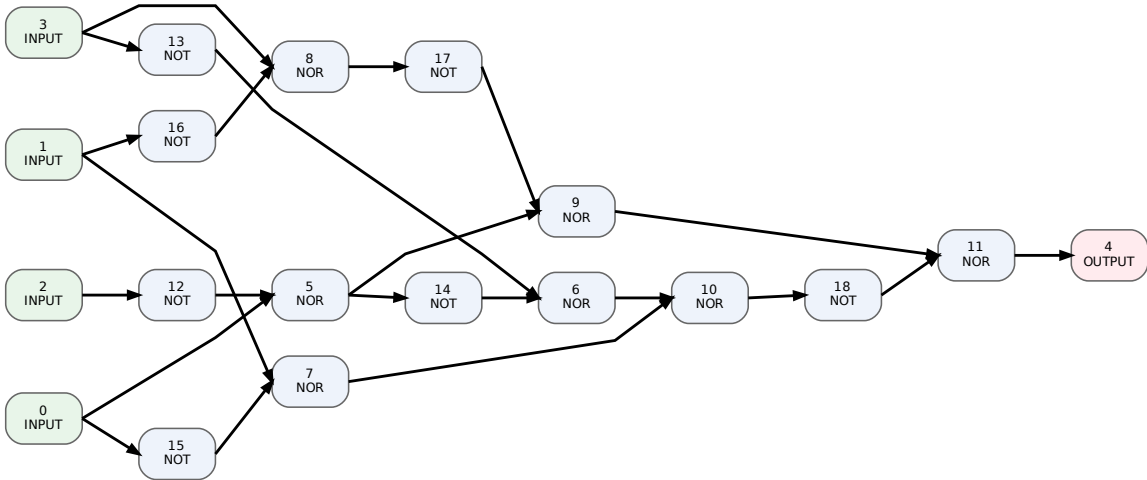 3
INPUT
13
NOT
8
NOR
17
NOT
16
NOT
1
INPUT
9
NOR
11
NOR
4
OUTPUT
2
INPUT
12
NOT
5
NOR
14
NOT
6
NOR
10
NOR
18
NOT
7
NOR
0
INPUT
15
NOT